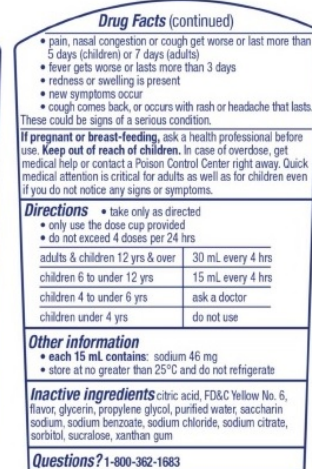 Drug Facts (continued)
• pain, nasal congestion or cough get worse or last more than
5 days (children) or 7 days (adults)
• fever gets worse or lasts more than 3 days
• redness or swelling is present
• new symptoms occur
• cough comes back, or occurs with rash or headache that lasts.
These could be signs of a serious condition.
If pregnant or breast-feeding, ask a health professional before
use. Keep out of reach of children. In case of overdose, get
medical help or contact a Poison Control Center right away. Quick
medical attention is critical for adults as well as for children even
if you do not notice any signs or symptoms.
Directions • take only as directed
• only use the dose cup provided
• do not exceed 4 doses per 24 hrs
adults & children 12 yrs & over 30 mL every 4 hrs
children 6 to under 12 yrs 15 mL every 4 hrs
children 4 to under 6 yrs ask a doctor
children under 4 yrs do not use
Other information
• each 15 mL contains: sodium 46 mg
• store at no greater than 25°C and do not refrigerate
Inactive ingredients citric acid, FD&C Yellow No. 6,
flavor, glycerin, propylene glycol, purified water, saccharin
sodium, sodium benzoate, sodium chloride, sodium citrate,
sorbitol, sucralose, xanthan gum
Questions? 1-800-362-1683